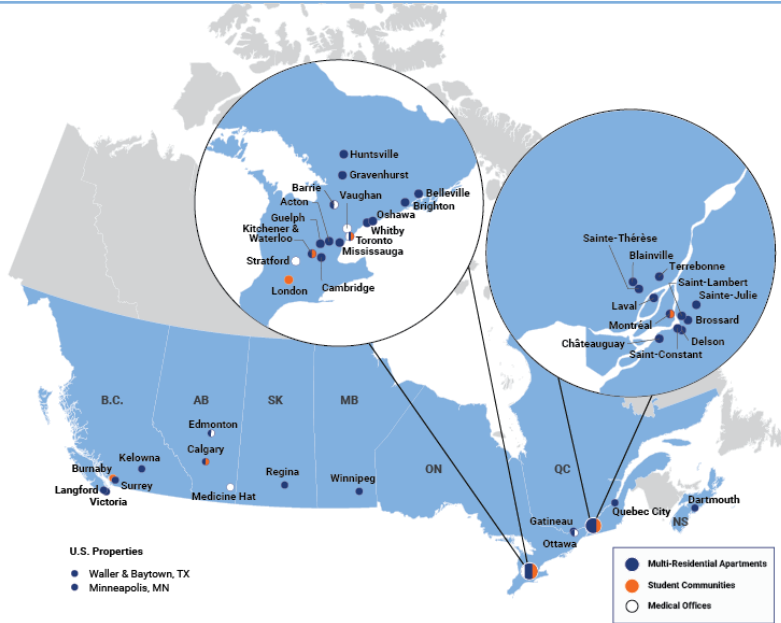 Huntsville
Gravenhurst
Barrie
Vaughan
Belleville
Acton
Brighton
Guelph
Oshawa
Kitchener &
Waterloo
Whitby
Toronto
Mississauga
Stratford
London
Cambridge
Sainte-Thérèse
Blainville
Terrebonne
Saint-Lambert
Sainte-Julie
Laval
Montréal
Brossard
Châteauguay
Delson
Saint-Constant
B.C.
AB
SK
MB
ON
QC
NS
Edmonton
Calgary
Kelowna
Burnaby
Surrey
Langford
Victoria
Medicine Hat
Regina
Winnipeg
Gatineau
Ottawa
Quebec City
Dartmouth
U.S. Properties
Waller & Baytown, TX
Minneapolis, MN
Multi-Residential Apartments
Student Communities
Medical Offices